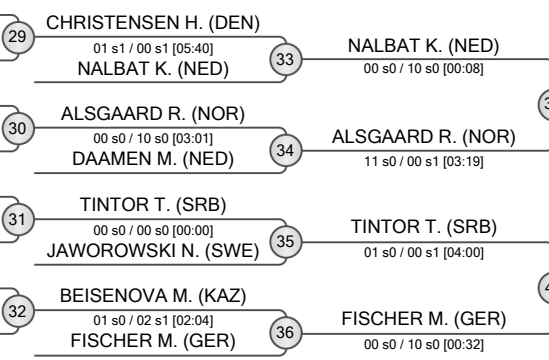 29
CHRISTENSEN H. (DEN)
01 s1 / 00 s1 [05:40]
NALBAT K. (NED)
33
NALBAT K. (NED)
00 s0 / 10 s0 [00:08]
30
ALSGAARD R. (NOR)
00 s0 / 10 s0 [03:01]
DAAMEN M. (NED)
34
ALSGAARD R. (NOR)
11 s0 / 00 s1 [03:19]
31
TINTOR T. (SRB)
00 s0 / 00 s0 [00:00]
JAWOROWSKI N. (SWE)
35
TINTOR T. (SRB)
01 s0 / 00 s1 [04:00]
32
BEISENOVA M. (KAZ)
01 s0 / 02 s1 [02:04]
FISCHER M. (GER)
36
FISCHER M. (GER)
00 s0 / 10 s0 [00:32]